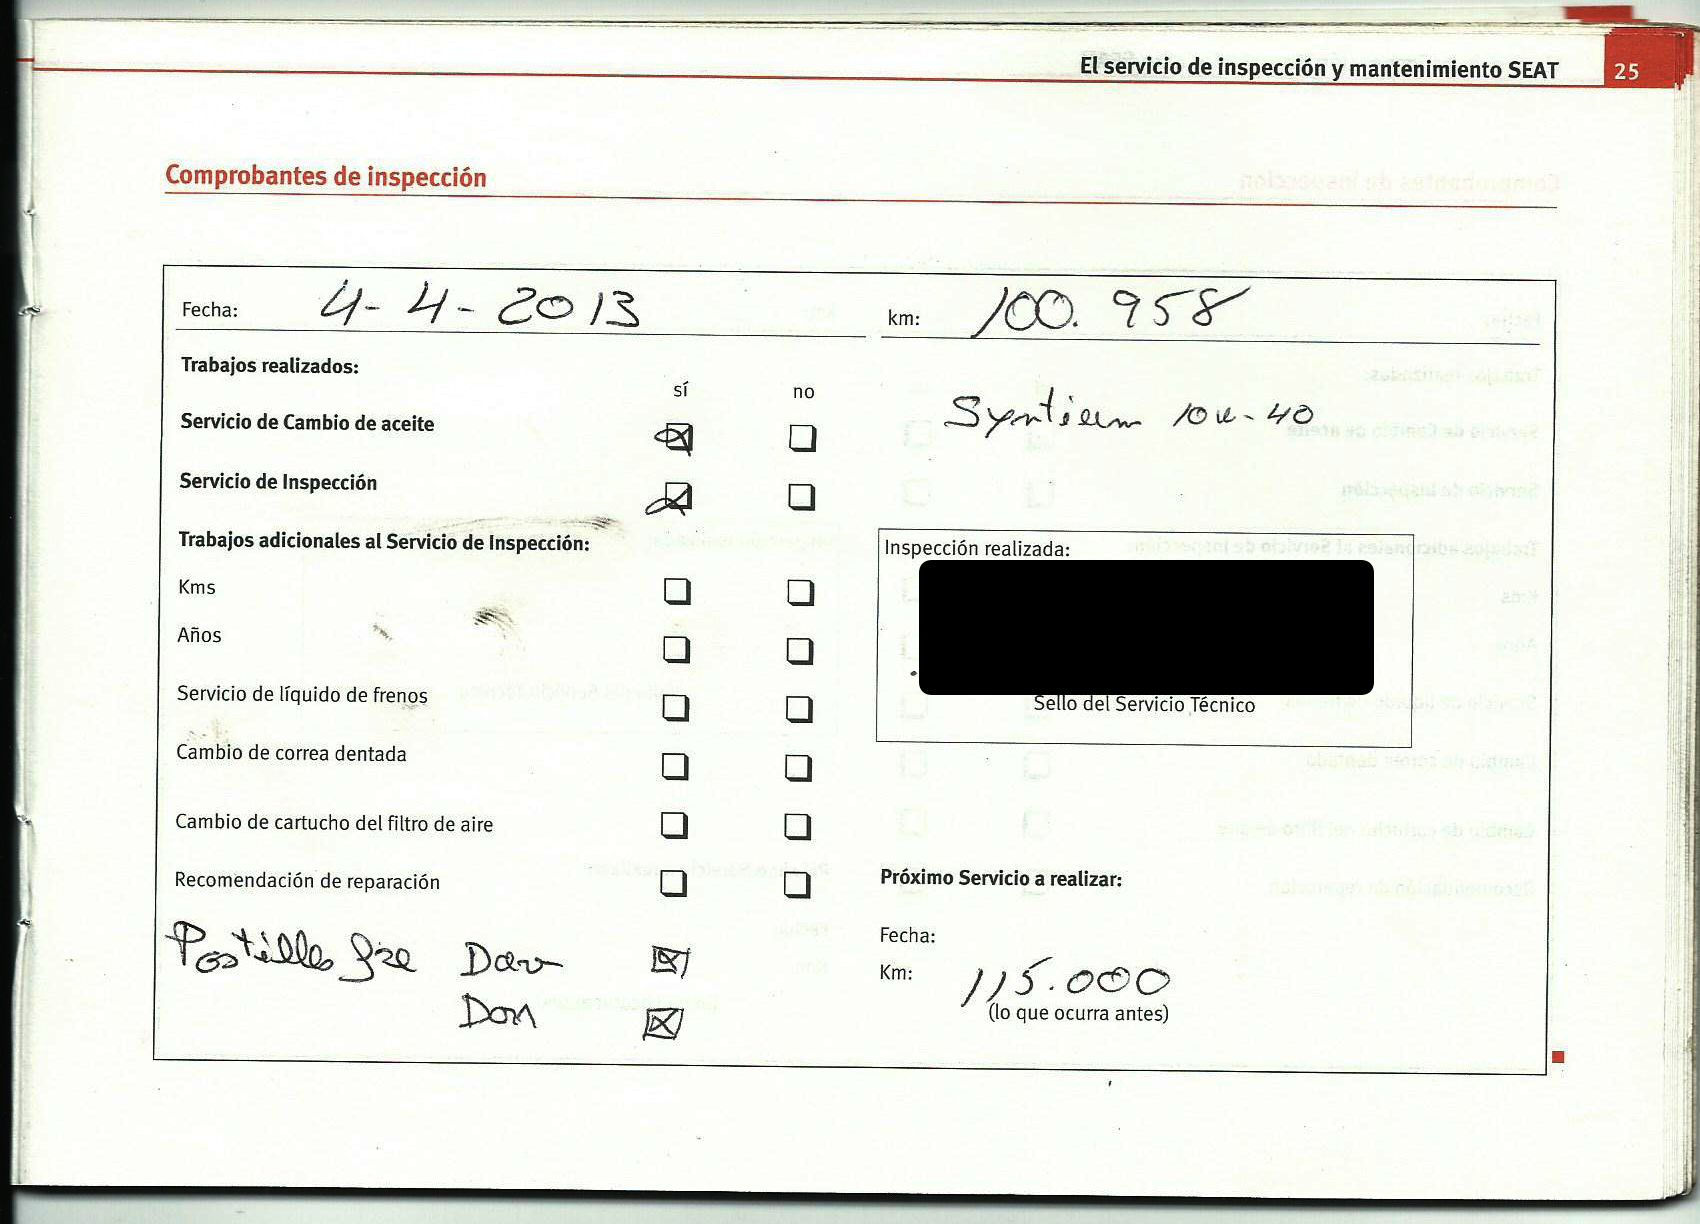 El servicio de inspección y mantenimiento SEAT 25
Comprobantes de inspección
Fecha: 4-4-2013
km: 100.958
Trabajos realizados:
sí no
Servicio de Cambio de aceite
Syntium 10w-40
Servicio de Inspección
Trabajos adicionales al Servicio de Inspección:
Inspección realizada:
Kms
Años
Servicio de líquido de frenos
Sello del Servicio Técnico
Cambio de correa dentada
Cambio de cartucho del filtro de aire
Recomendación de reparación
Próximo Servicio a realizar:
Fecha:
Km: 115.000
(lo que ocurra antes)
Pastillas